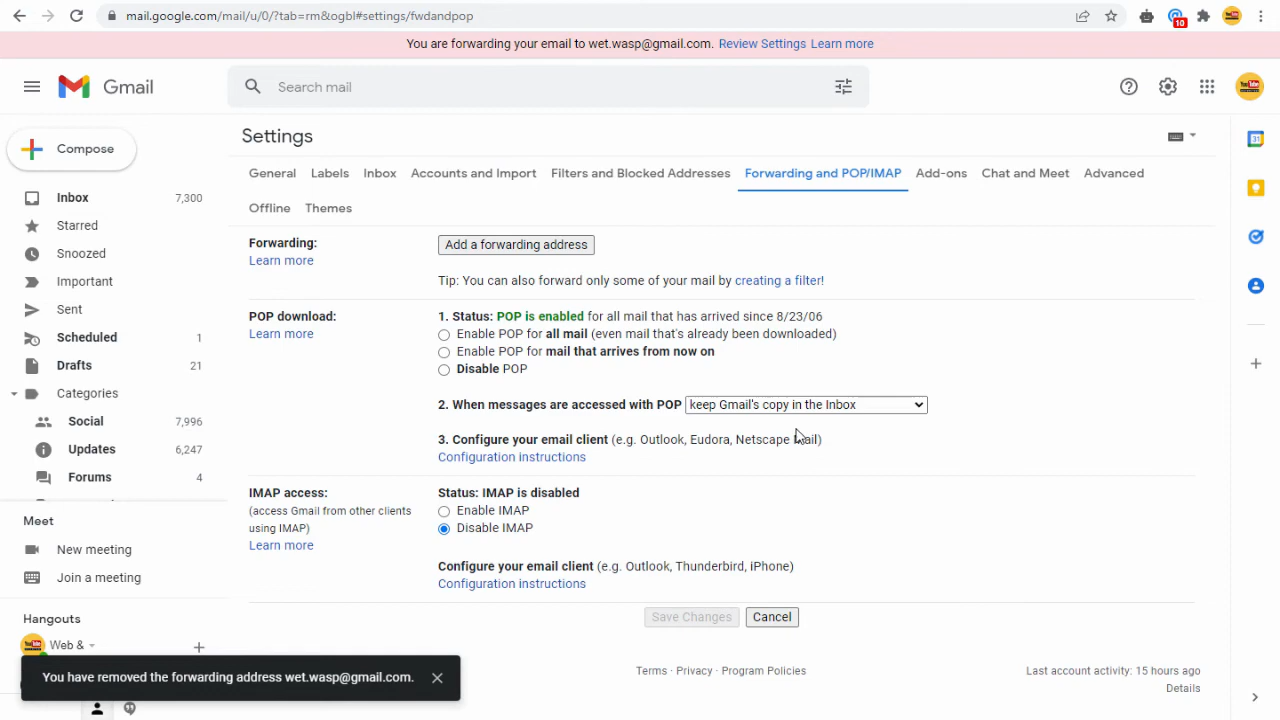 mail.google.com/mail/u/0/?tab=rm&ogbl#settings/fwdandpop
10
You are forwarding your email to wet.wasp@gmail.com. Review Settings Learn more
Gmail
Search mail
Compose
Inbox 7,300
Starred
Snoozed
Important
Sent
Scheduled 1
Drafts 21
Categories
Social 7,996
Updates 6,247
Forums 4
Meet
New meeting
Join a meeting
Hangouts
Web &
Settings
General Labels Inbox Accounts and Import Filters and Blocked Addresses Forwarding and POP/IMAP Add-ons Chat and Meet Advanced
Offline Themes
Forwarding:
Learn more
Add a forwarding address
Tip: You can also forward only some of your mail by creating a filter!
POP download:
Learn more
1. Status: POP is enabled for all mail that has arrived since 8/23/06
Enable POP for all mail (even mail that's already been downloaded)
Enable POP for mail that arrives from now on
Disable POP
2. When messages are accessed with POP keep Gmail's copy in the Inbox
3. Configure your email client (e.g. Outlook, Eudora, Netscape Mail)
Configuration instructions
IMAP access:
(access Gmail from other clients
using IMAP)
Learn more
Status: IMAP is disabled
Enable IMAP
Disable IMAP
Configure your email client (e.g. Outlook, Thunderbird, iPhone)
Configuration instructions
Save Changes Cancel
Terms · Privacy · Program Policies
Last account activity: 15 hours ago
Details
You have removed the forwarding address wet.wasp@gmail.com.
31